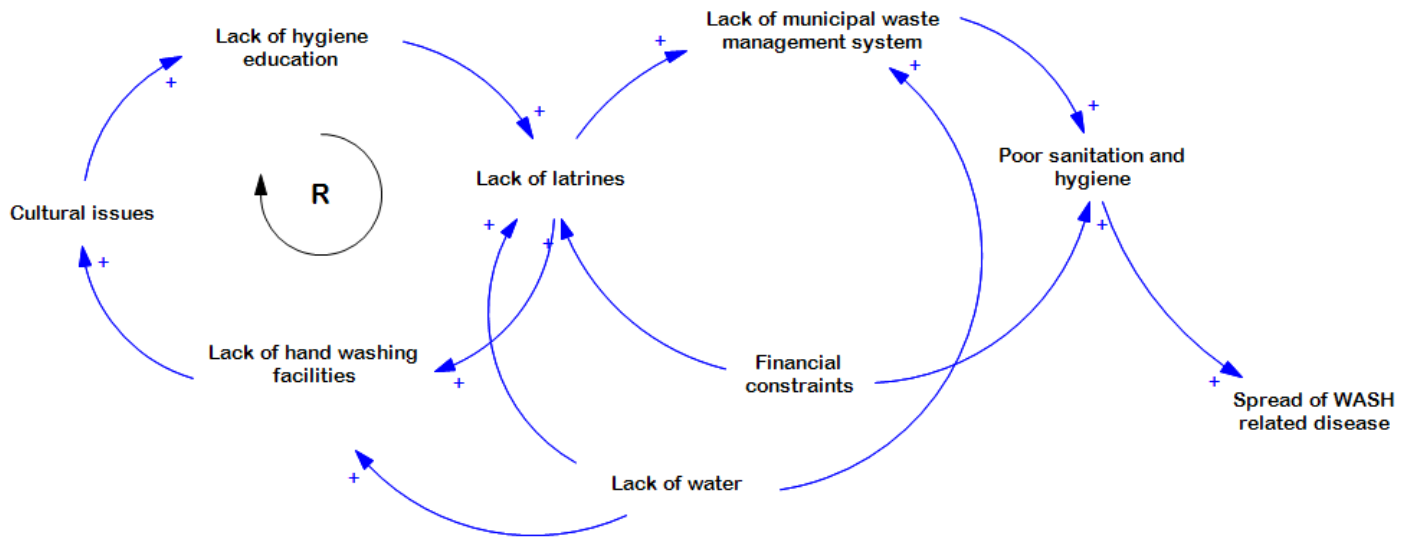 Lack of hygiene
education
Lack of municipal waste
management system
+
+
+
+
+
Poor sanitation and
hygiene
Lack of latrines
R
Cultural issues
+
+
+
+
Lack of hand washing
facilities
Financial
constraints
+
+
Spread of WASH
related disease
Lack of water
+